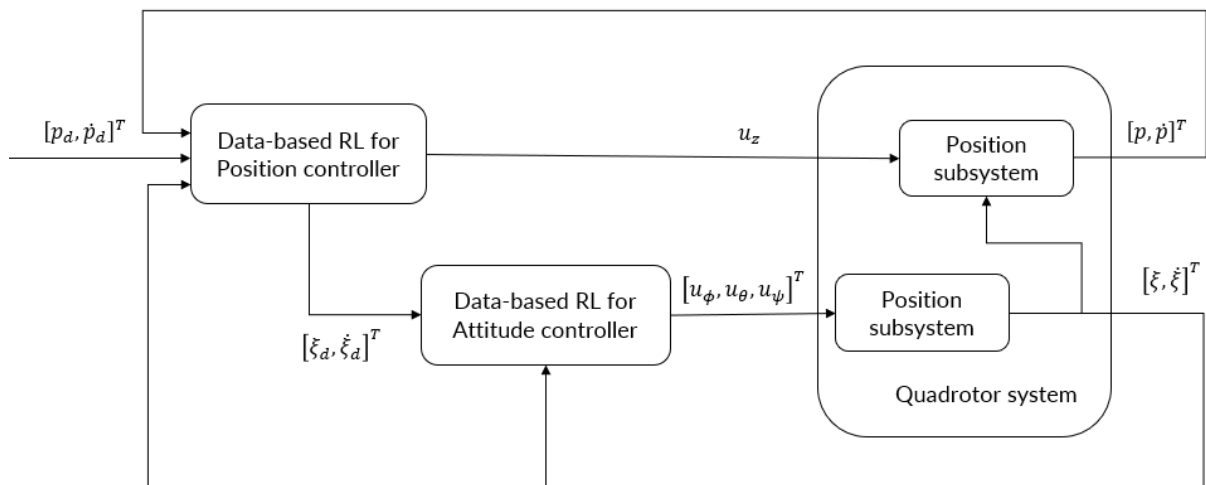 [p_d, ṗ_d]^T
Data-based RL for
Position controller
u_z
Position
subsystem
[p, ṗ]^T
Data-based RL for
Attitude controller
[ξ_d, ξ̇_d]^T
[u_ϕ, u_θ, u_ψ]^T
Position
subsystem
[ξ, ξ̇]^T
Quadrotor system